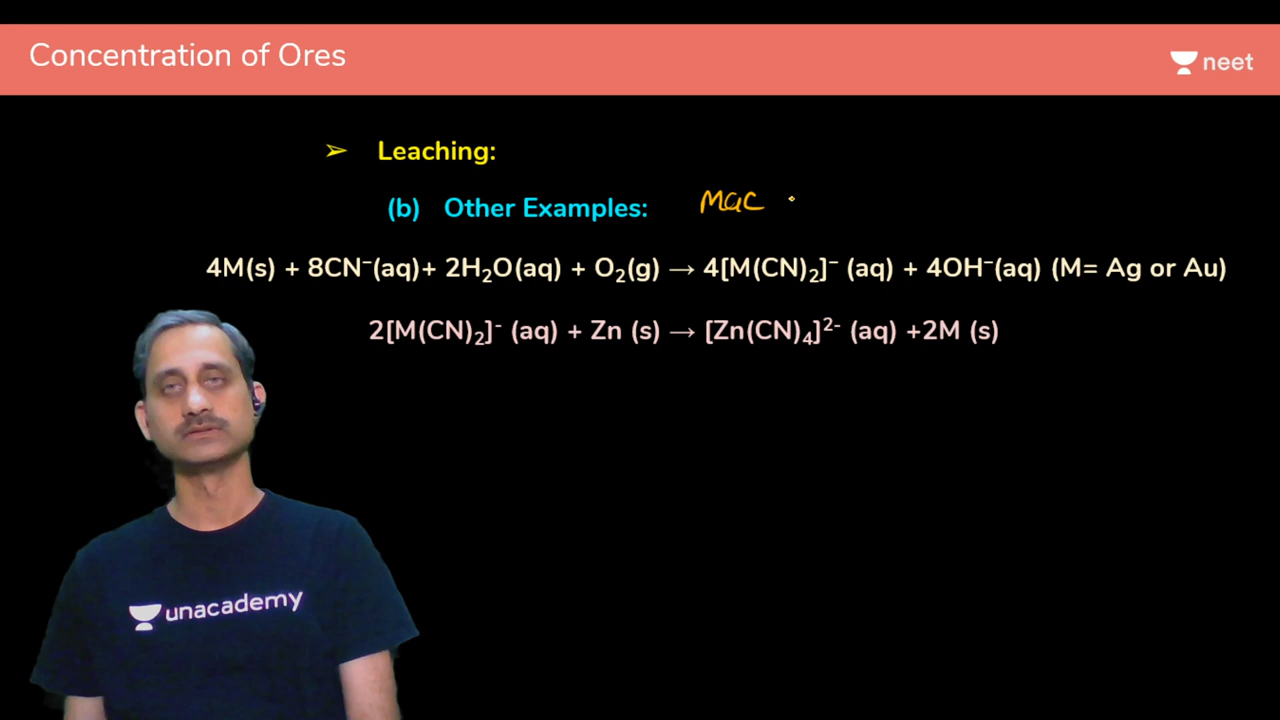 Concentration of Ores
neet
➢ Leaching:
(b) Other Examples: Mac
4M(s) + 8CN⁻(aq)+ 2H₂O(aq) + O₂(g) → 4[M(CN)₂]⁻ (aq) + 4OH⁻(aq) (M= Ag or Au)
2[M(CN)₂]⁻ (aq) + Zn (s) → [Zn(CN)₄]²⁻ (aq) +2M (s)
unacademy